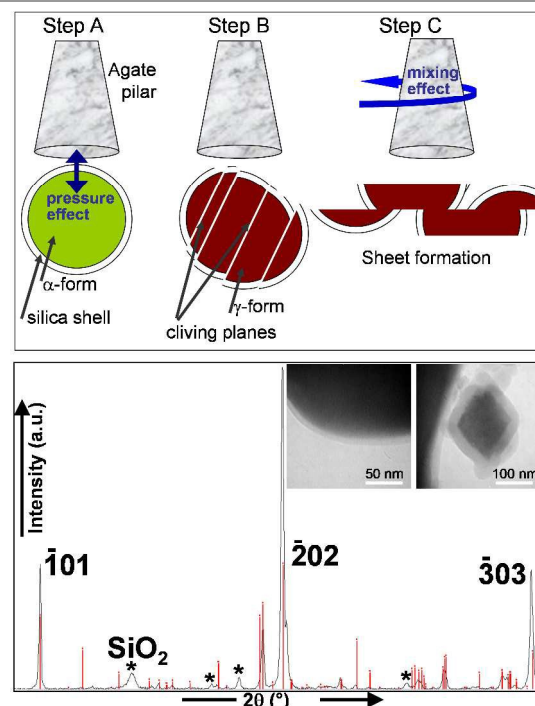 Step A
Step B
Step C
Agate
pilar
mixing
effect
pressure
effect
α-form
silica shell
γ-form
cliving planes
Sheet formation
Intensity (a.u.)
50 nm
100 nm
1̄01
2̄02
3̄03
SiO₂
*
*
*
*
2θ (°)